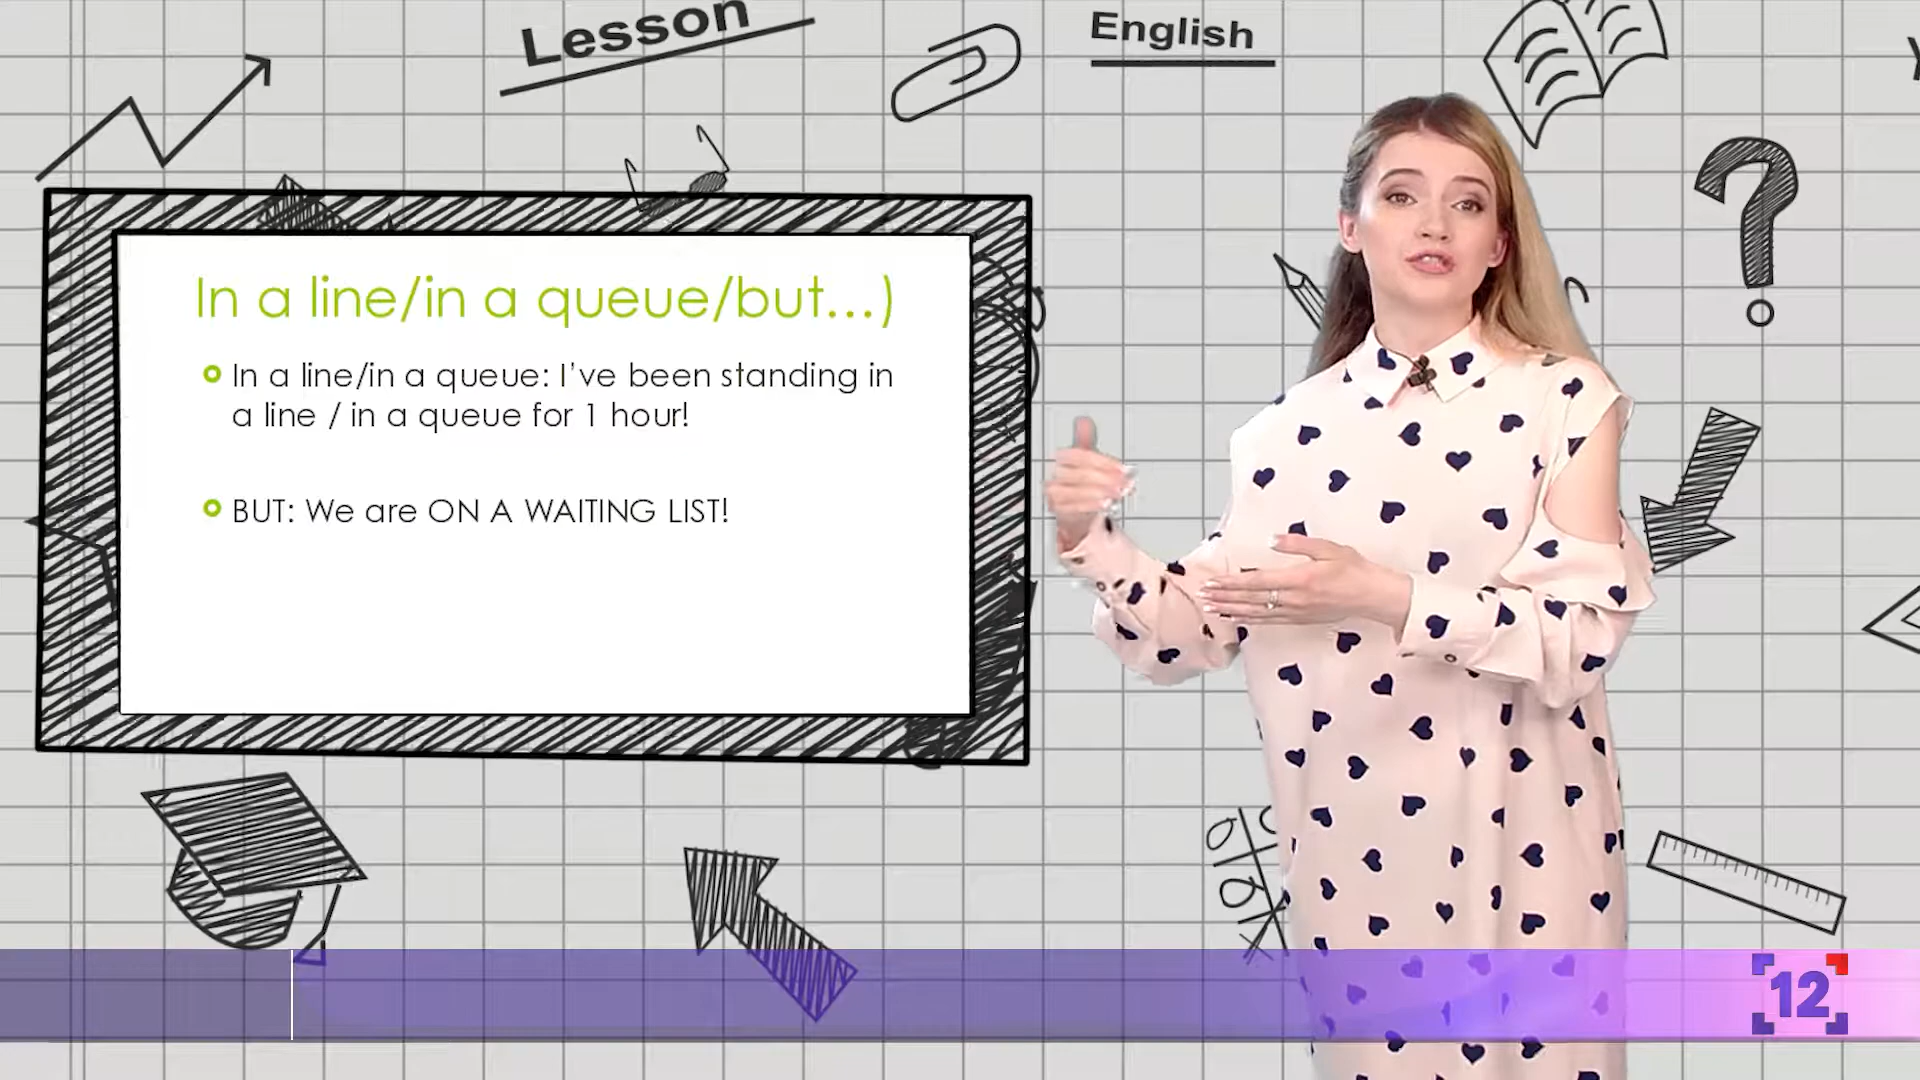 Lesson
English
In a line/in a queue/but...)
In a line/in a queue: I've been standing in
a line / in a queue for 1 hour!
BUT: We are ON A WAITING LIST!
12